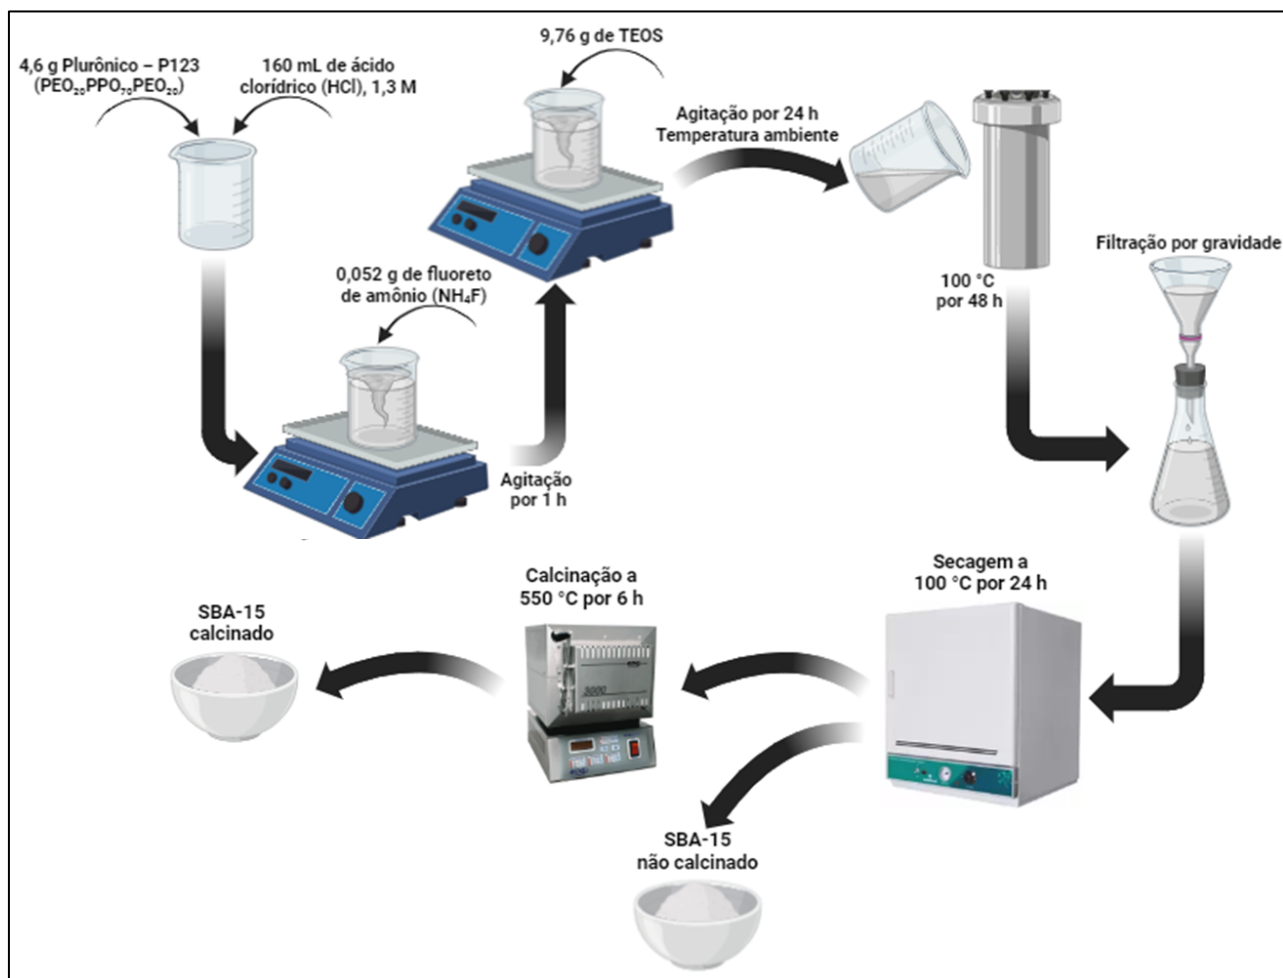 4,6 g Plurônico – P123
(PEO₂₀PPO₇₀PEO₂₀)
160 mL de ácido
clorídrico (HCl), 1,3 M
9,76 g de TEOS
Agitação por 24 h
Temperatura ambiente
0,052 g de fluoreto
de amônio (NH₄F)
Agitação
por 1 h
100 °C
por 48 h
Filtração por gravidade
Secagem a
100 °C por 24 h
Calcinação a
550 °C por 6 h
3000
SBA-15
calcinado
SBA-15
não calcinado